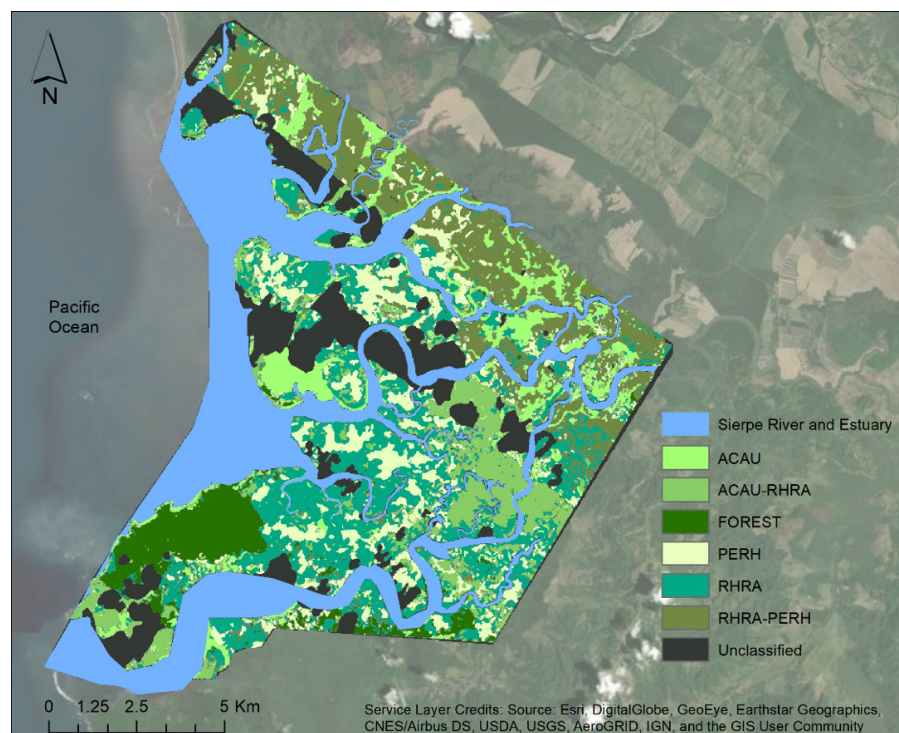 N
Pacific
Ocean
Sierpe River and Estuary
ACAU
ACAU-RHRA
FOREST
PERH
RHRA
RHRA-PERH
Unclassified
0 1.25 2.5 5 Km
Service Layer Credits: Source: Esri, DigitalGlobe, GeoEye, Earthstar Geographics,
CNES/Airbus DS, USDA, USGS, AeroGRID, IGN, and the GIS User Community